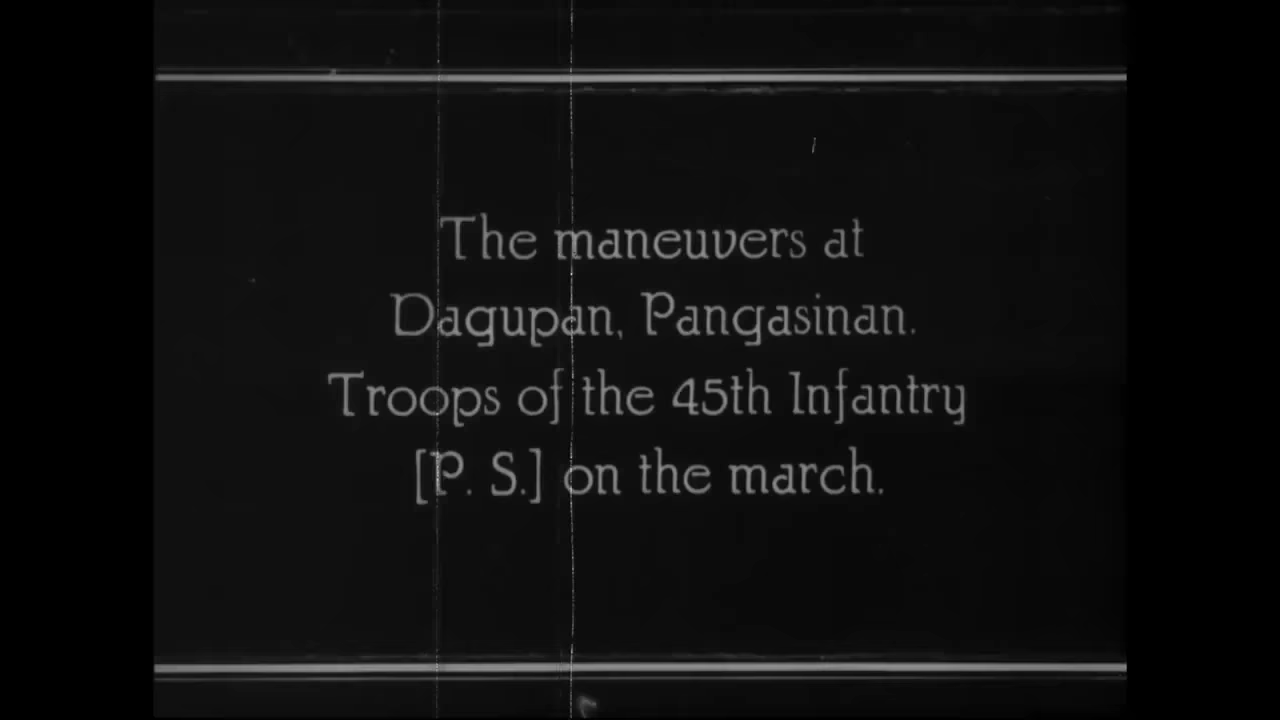 The maneuvers at
Dagupan, Pangasinan.
Troops of the 45th Infantry
[P. S.] on the march.